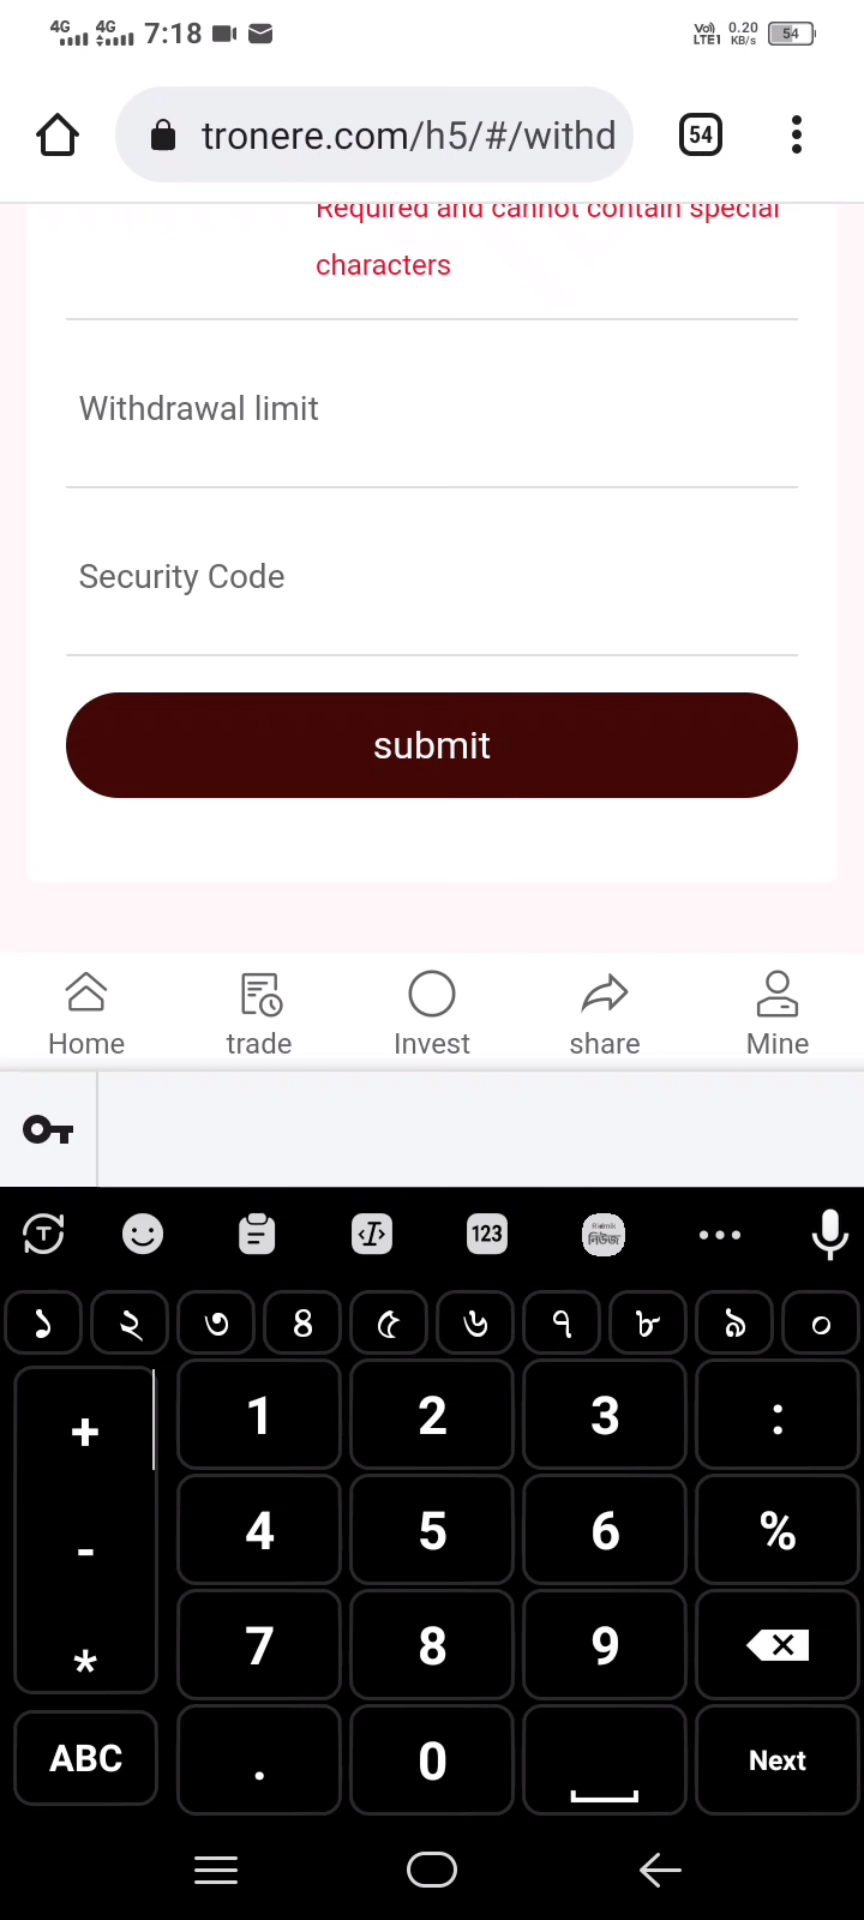 4G 4G 7:18 Vo) LTE1 0.20 KB/s 54
tronere.com/h5/#/withd 54
Required and cannot contain special
characters
Withdrawal limit
Security Code
submit
Home trade Invest share Mine
T I 123 Ridmik নিউজ
১ ২ ৩ ৪ ৫ ৬ ৭ ৮ ৯ ০
+ 1 2 3 :
- 4 5 6 %
* 7 8 9
ABC . 0 Next